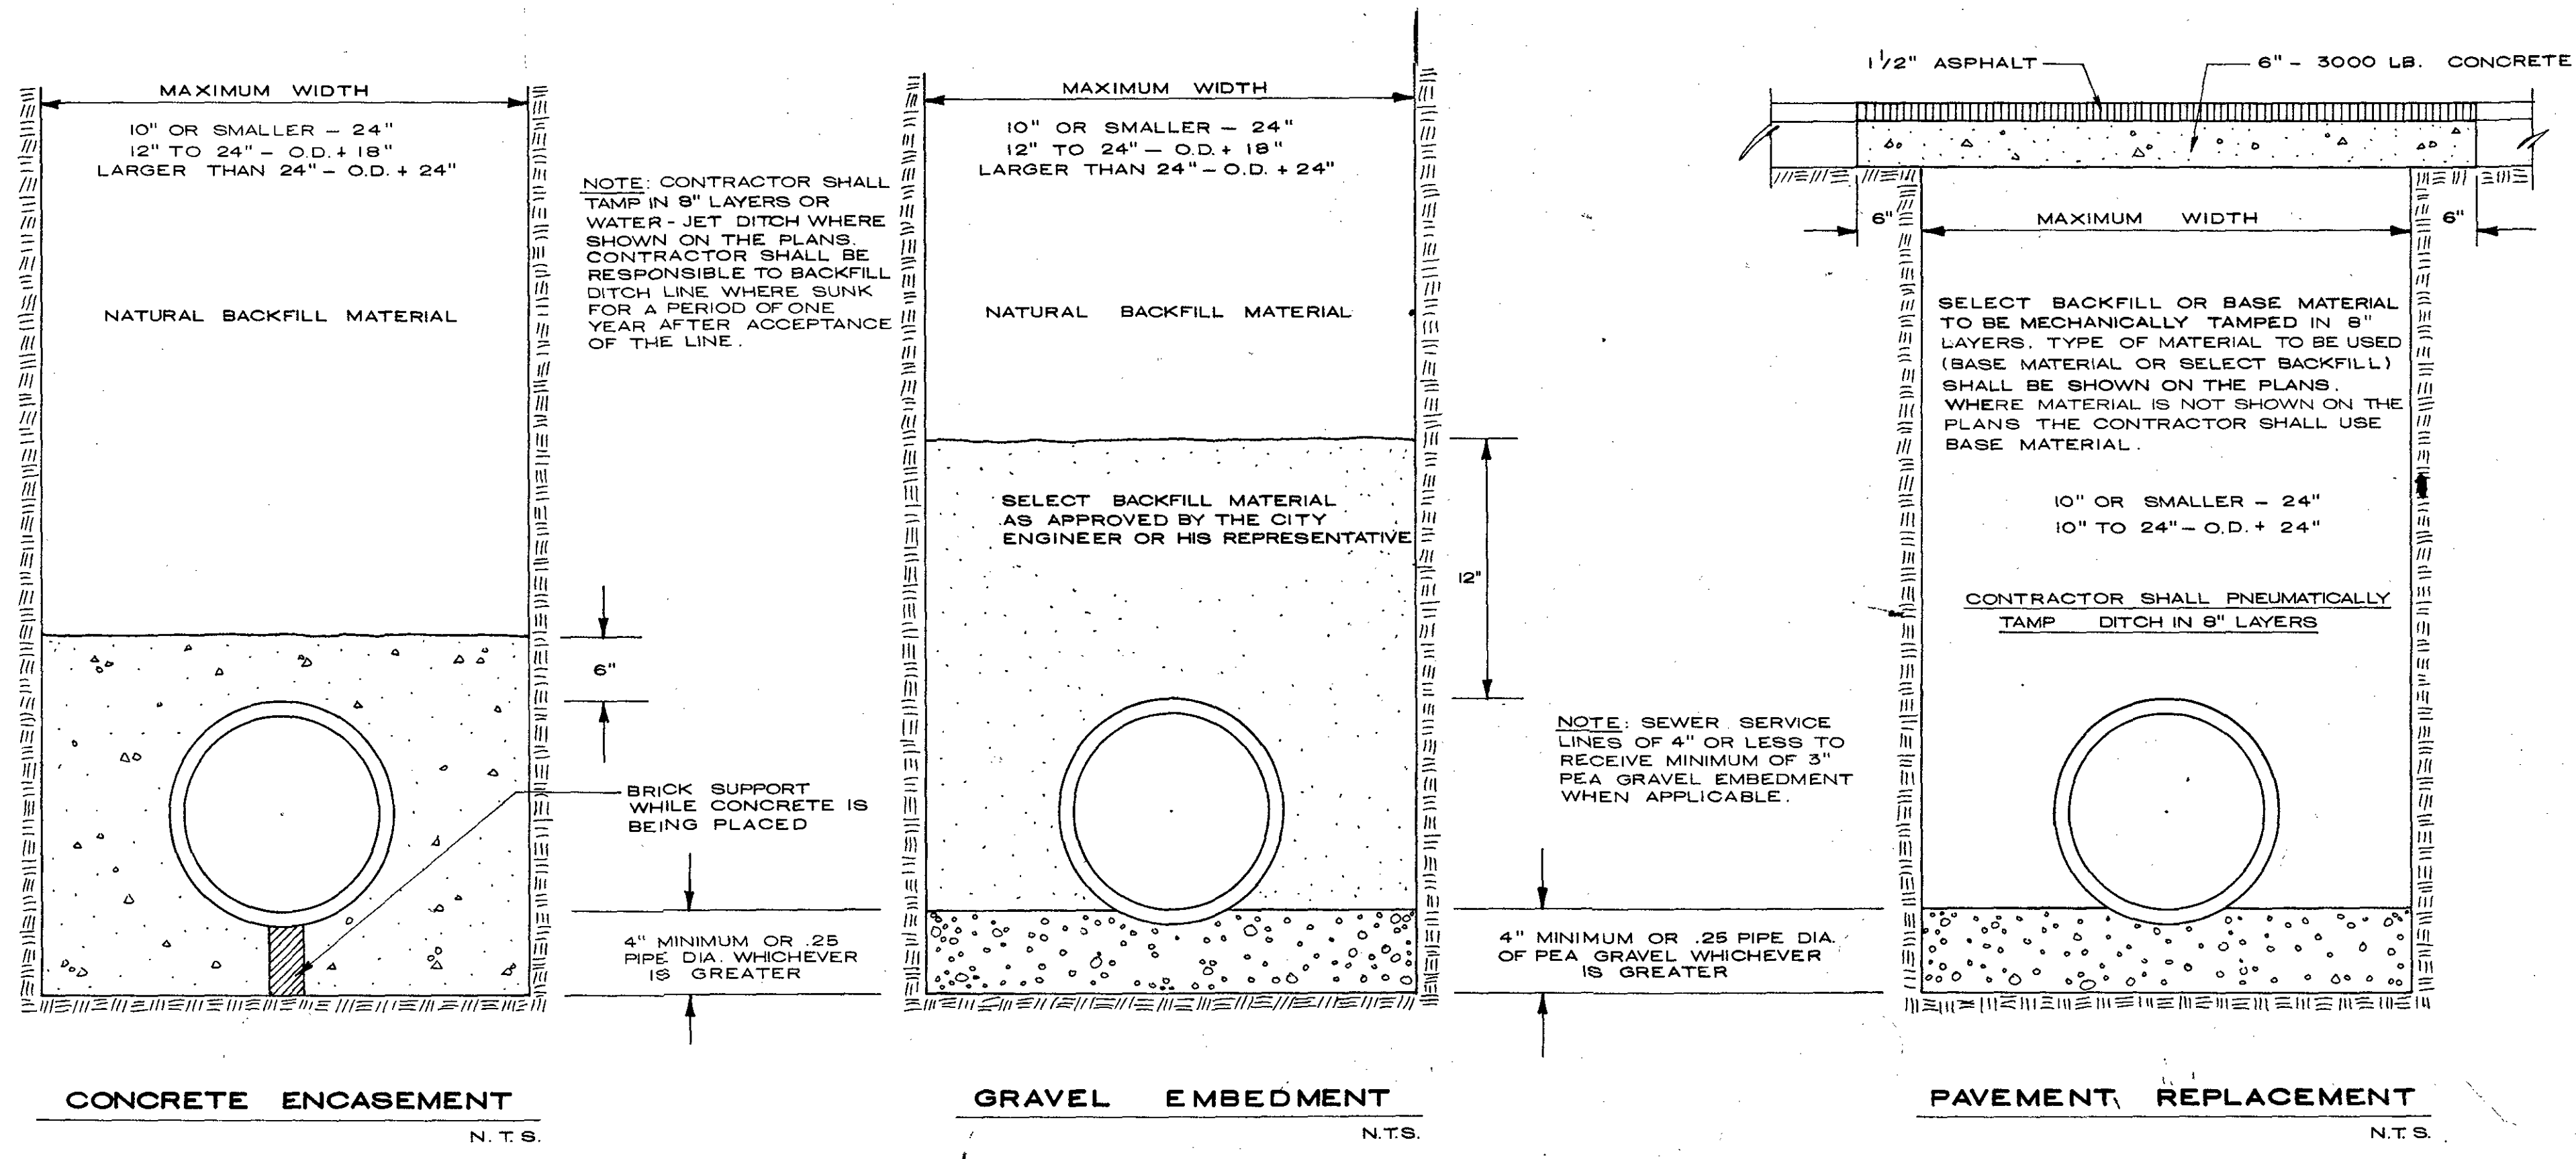 MAXIMUM WIDTH
10" OR SMALLER - 24"
12" TO 24" - O.D. + 18"
LARGER THAN 24" - O.D. + 24"
NATURAL BACKFILL MATERIAL
6"
BRICK SUPPORT
WHILE CONCRETE IS
BEING PLACED
4" MINIMUM OR .25
PIPE DIA. WHICHEVER
IS GREATER
CONCRETE ENCASEMENT
N.T.S.
NOTE: CONTRACTOR SHALL
TAMP IN 8" LAYERS OR
WATER-JET DITCH WHERE
SHOWN ON THE PLANS.
CONTRACTOR SHALL BE
RESPONSIBLE TO BACKFILL
DITCH LINE WHERE SUNK
FOR A PERIOD OF ONE
YEAR AFTER ACCEPTANCE
OF THE LINE.
MAXIMUM WIDTH
10" OR SMALLER - 24"
12" TO 24" - O.D. + 18"
LARGER THAN 24" - O.D. + 24"
NATURAL BACKFILL MATERIAL
SELECT BACKFILL MATERIAL
AS APPROVED BY THE CITY
ENGINEER OR HIS REPRESENTATIVE
12"
NOTE: SEWER SERVICE
LINES OF 4" OR LESS TO
RECEIVE MINIMUM OF 3"
PEA GRAVEL EMBEDMENT
WHEN APPLICABLE.
4" MINIMUM OR .25 PIPE DIA.
OF PEA GRAVEL WHICHEVER
IS GREATER
GRAVEL EMBEDMENT
N.T.S.
1 1/2" ASPHALT
6" - 3000 LB. CONCRETE
6"
MAXIMUM WIDTH
6"
SELECT BACKFILL OR BASE MATERIAL
TO BE MECHANICALLY TAMPED IN 8"
LAYERS. TYPE OF MATERIAL TO BE USED
(BASE MATERIAL OR SELECT BACKFILL)
SHALL BE SHOWN ON THE PLANS.
WHERE MATERIAL IS NOT SHOWN ON THE
PLANS THE CONTRACTOR SHALL USE
BASE MATERIAL.
10" OR SMALLER - 24"
10" TO 24" - O.D. + 24"
CONTRACTOR SHALL PNEUMATICALLY
TAMP DITCH IN 8" LAYERS
PAVEMENT REPLACEMENT
N.T.S.